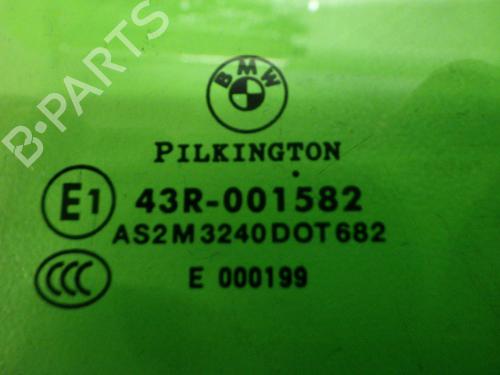 BMW
PILKINGTON
E1 43R-001582
AS2M3240DOT682
CCC E 000199
B-PARTS